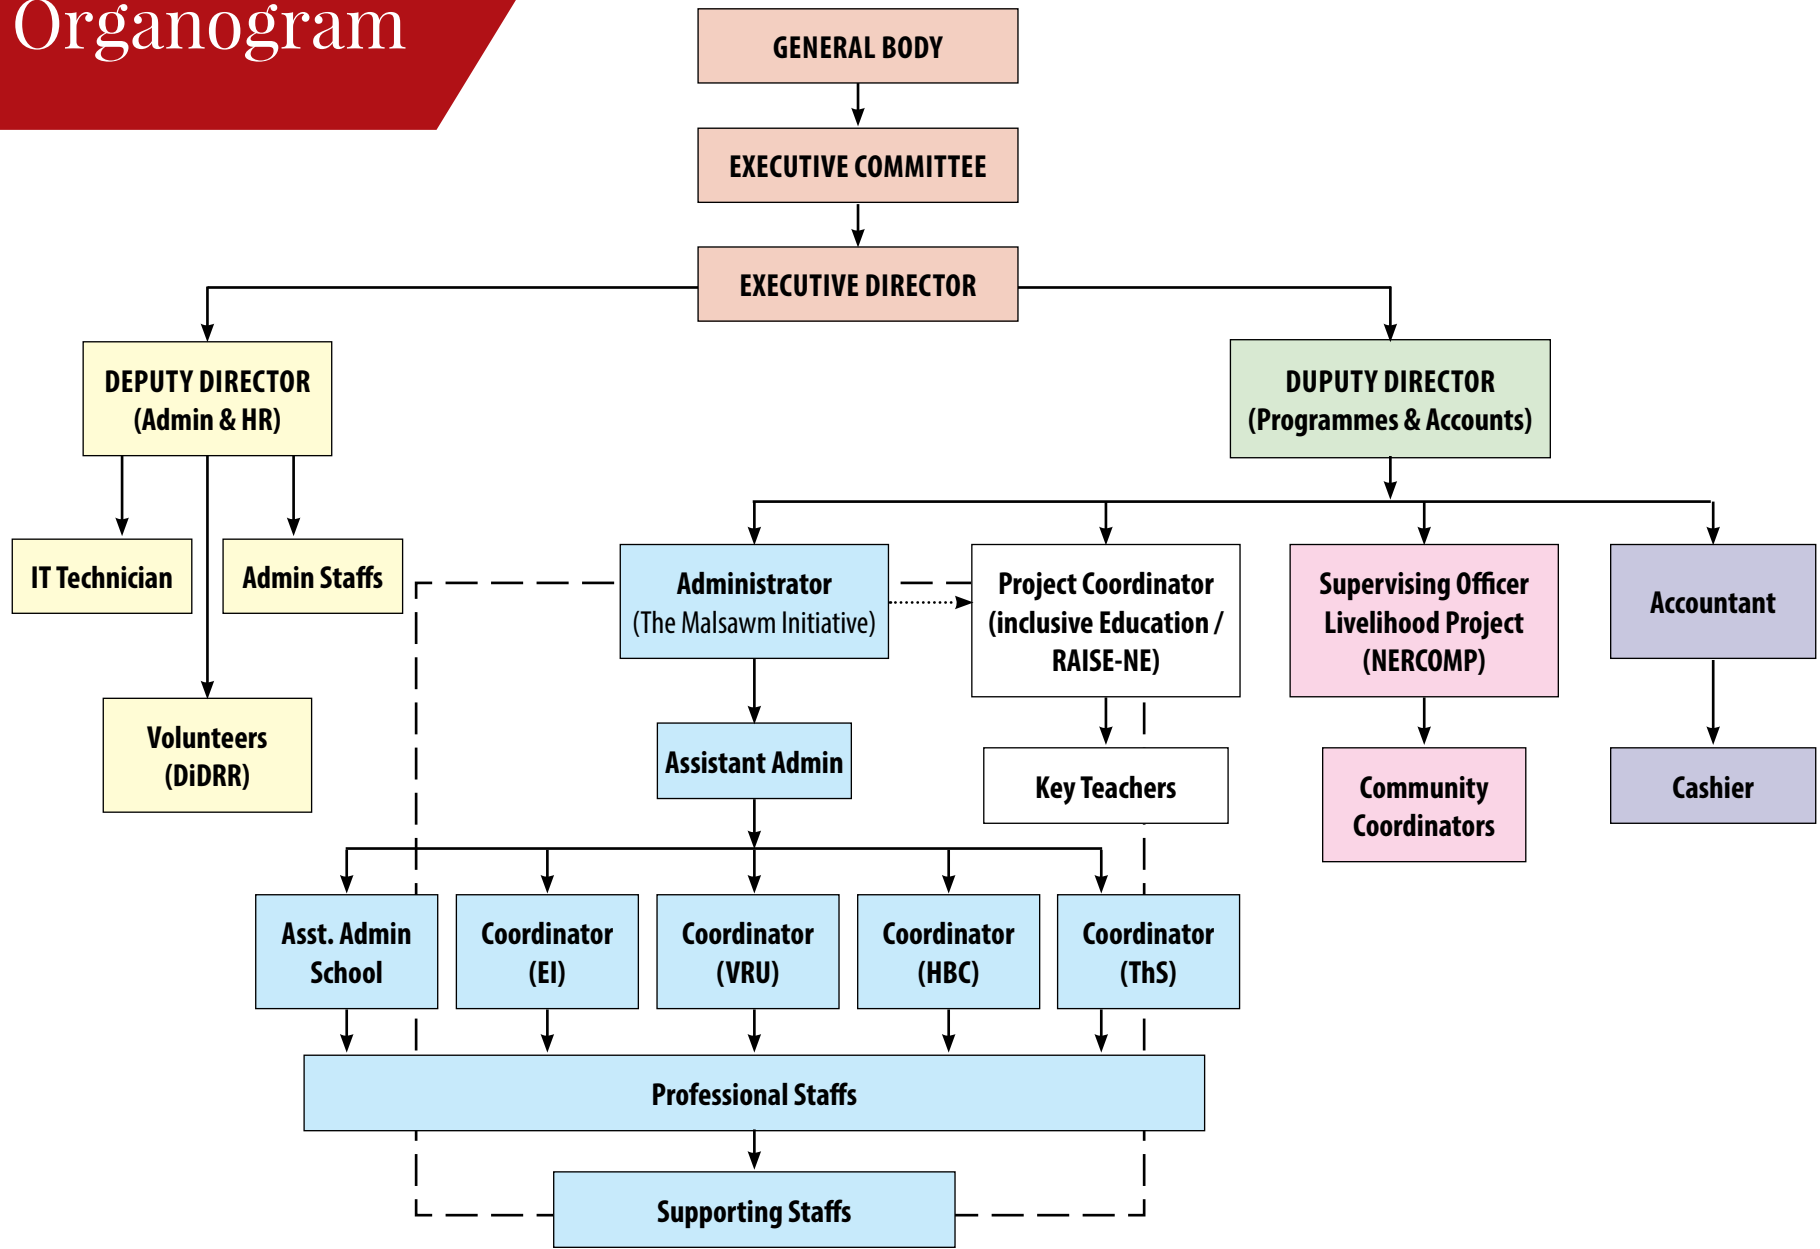 Organogram
GENERAL BODY
EXECUTIVE COMMITTEE
EXECUTIVE DIRECTOR
DEPUTY DIRECTOR
(Admin & HR)
DUPUTY DIRECTOR
(Programmes & Accounts)
IT Technician
Admin Staffs
Volunteers
(DiDRR)
Administrator
(The Malsawm Initiative)
Project Coordinator
(inclusive Education /
RAISE-NE)
Supervising Officer
Livelihood Project
(NERCOMP)
Accountant
Assistant Admin
Key Teachers
Community
Coordinators
Cashier
Asst. Admin
School
Coordinator
(EI)
Coordinator
(VRU)
Coordinator
(HBC)
Coordinator
(ThS)
Professional Staffs
Supporting Staffs